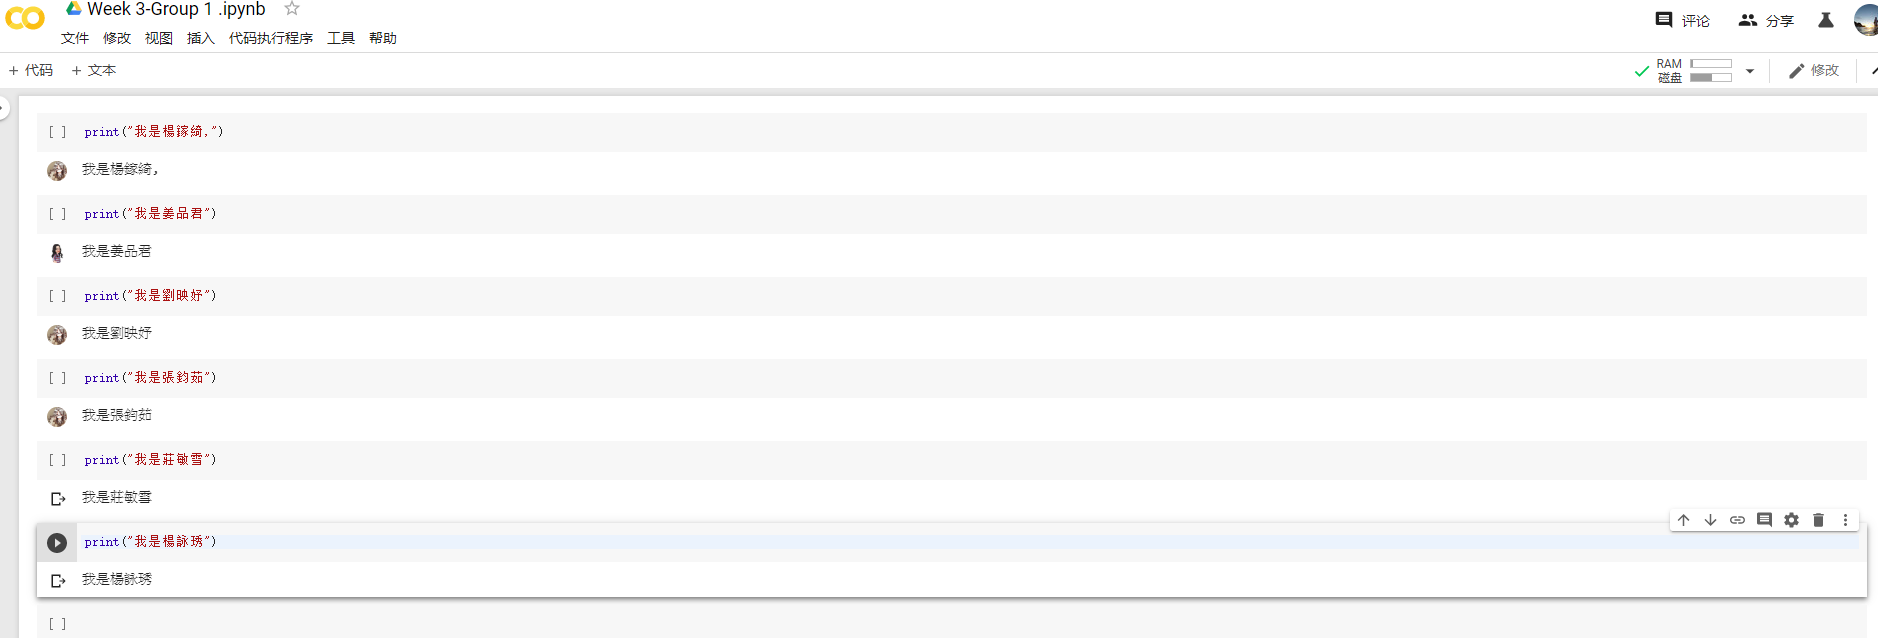 Week 3-Group 1 .ipynb
文件 修改 视图 插入 代码执行程序 工具 帮助
评论 分享
+ 代码 + 文本
RAM
磁盘
修改
[ ] print("我是楊鎵綺,")
我是楊鎵綺,
[ ] print("我是姜品君")
我是姜品君
[ ] print("我是劉映妤")
我是劉映妤
[ ] print("我是張鈞茹")
我是張鈞茹
[ ] print("我是莊敏雪")
我是莊敏雪
print("我是楊詠琇")
我是楊詠琇
[ ]